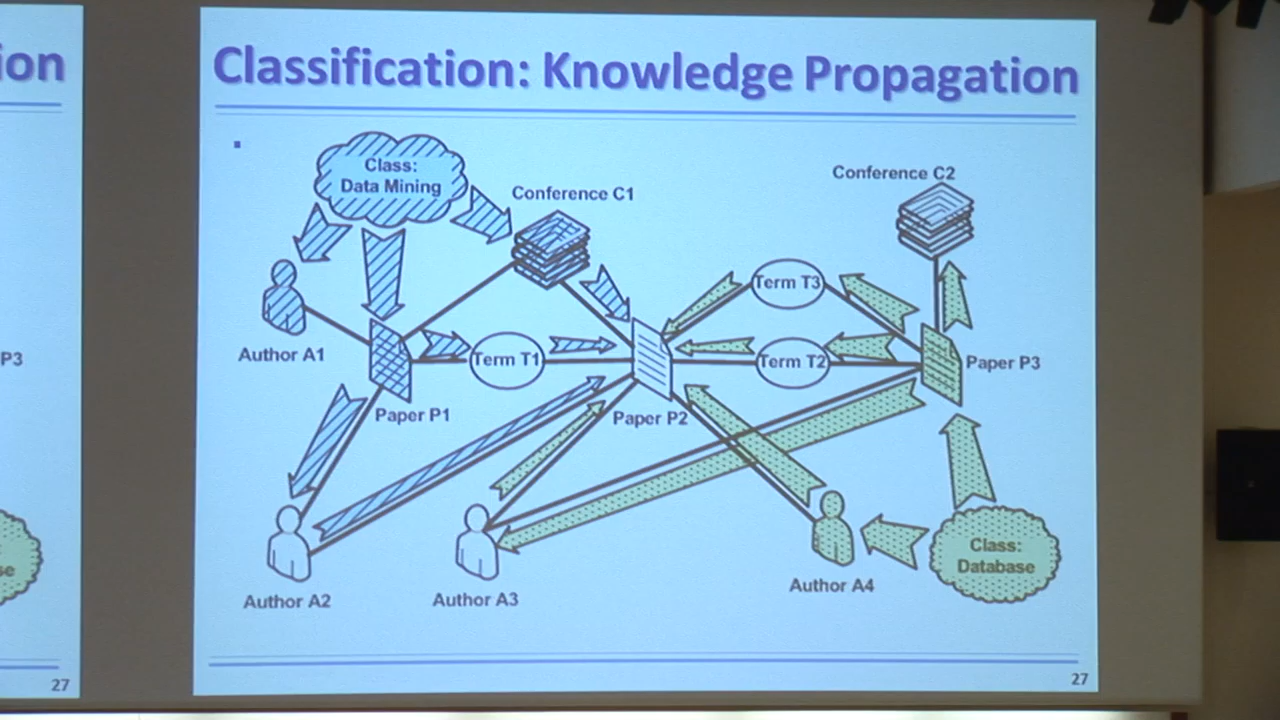 ion
P3
se
27
Classification: Knowledge Propagation
Class:
Data Mining
Conference C1
Conference C2
Term T3
Author A1
Term T1
Term T2
Paper P3
Paper P1
Paper P2
Class:
Database
Author A2
Author A3
Author A4
27